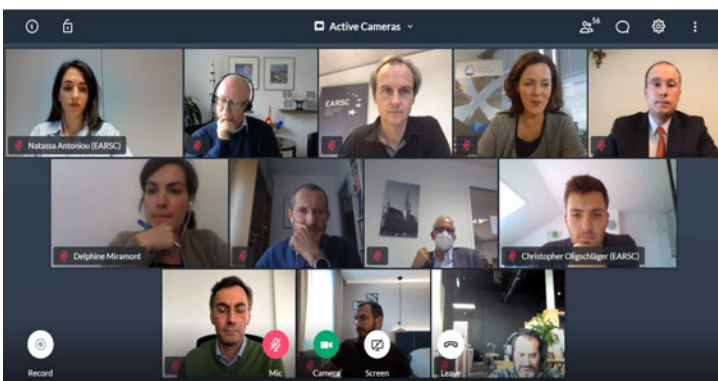 Active Cameras
56
EARSC
Natassa Antoniou (EARSC)
Delphine Miramont
Christopher Oligschläger (EARSC)
Record
Mic
Camera
Screen
Leave